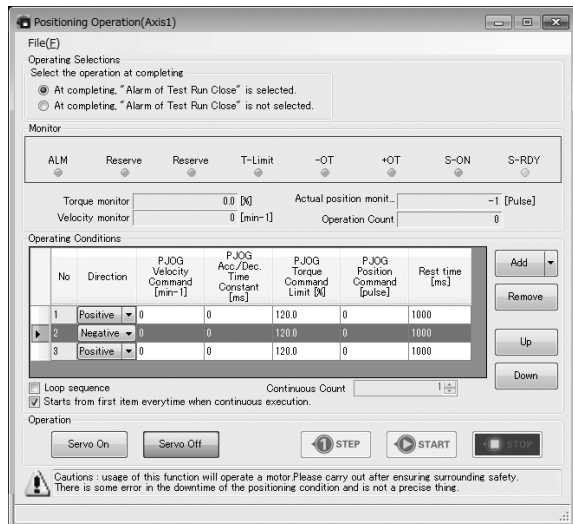 Positioning Operation(Axis1)
File(F)
Operating Selections
Select the operation at completing
At completing, "Alarm of Test Run Close" is selected.
At completing, "Alarm of Test Run Close" is not selected.
Monitor
ALM Reserve Reserve T-Limit -OT +OT S-ON S-RDY
Torque monitor 0.0 [%] Actual position monit... -1 [Pulse]
Velocity monitor 0 [min-1] Operation Count 0
Operating Conditions
No Direction PJOG Velocity Command [min-1] PJOG Acc./Dec. Time Constant [ms] PJOG Torque Command Limit [%] PJOG Position Command [pulse] Rest time [ms]
1 Positive 0 0 120.0 0 1000
2 Negative 0 0 120.0 0 1000
3 Positive 0 0 120.0 0 1000
Add
Remove
Up
Down
Loop sequence Continuous Count 1
Starts from first item everytime when continuous execution.
Operation
Servo On Servo Off 1 STEP START STOP
Cautions : usage of this function will operate a motor.Please carry out after ensuring surrounding safety.
There is some error in the downtime of the positioning condition and is not a precise thing.